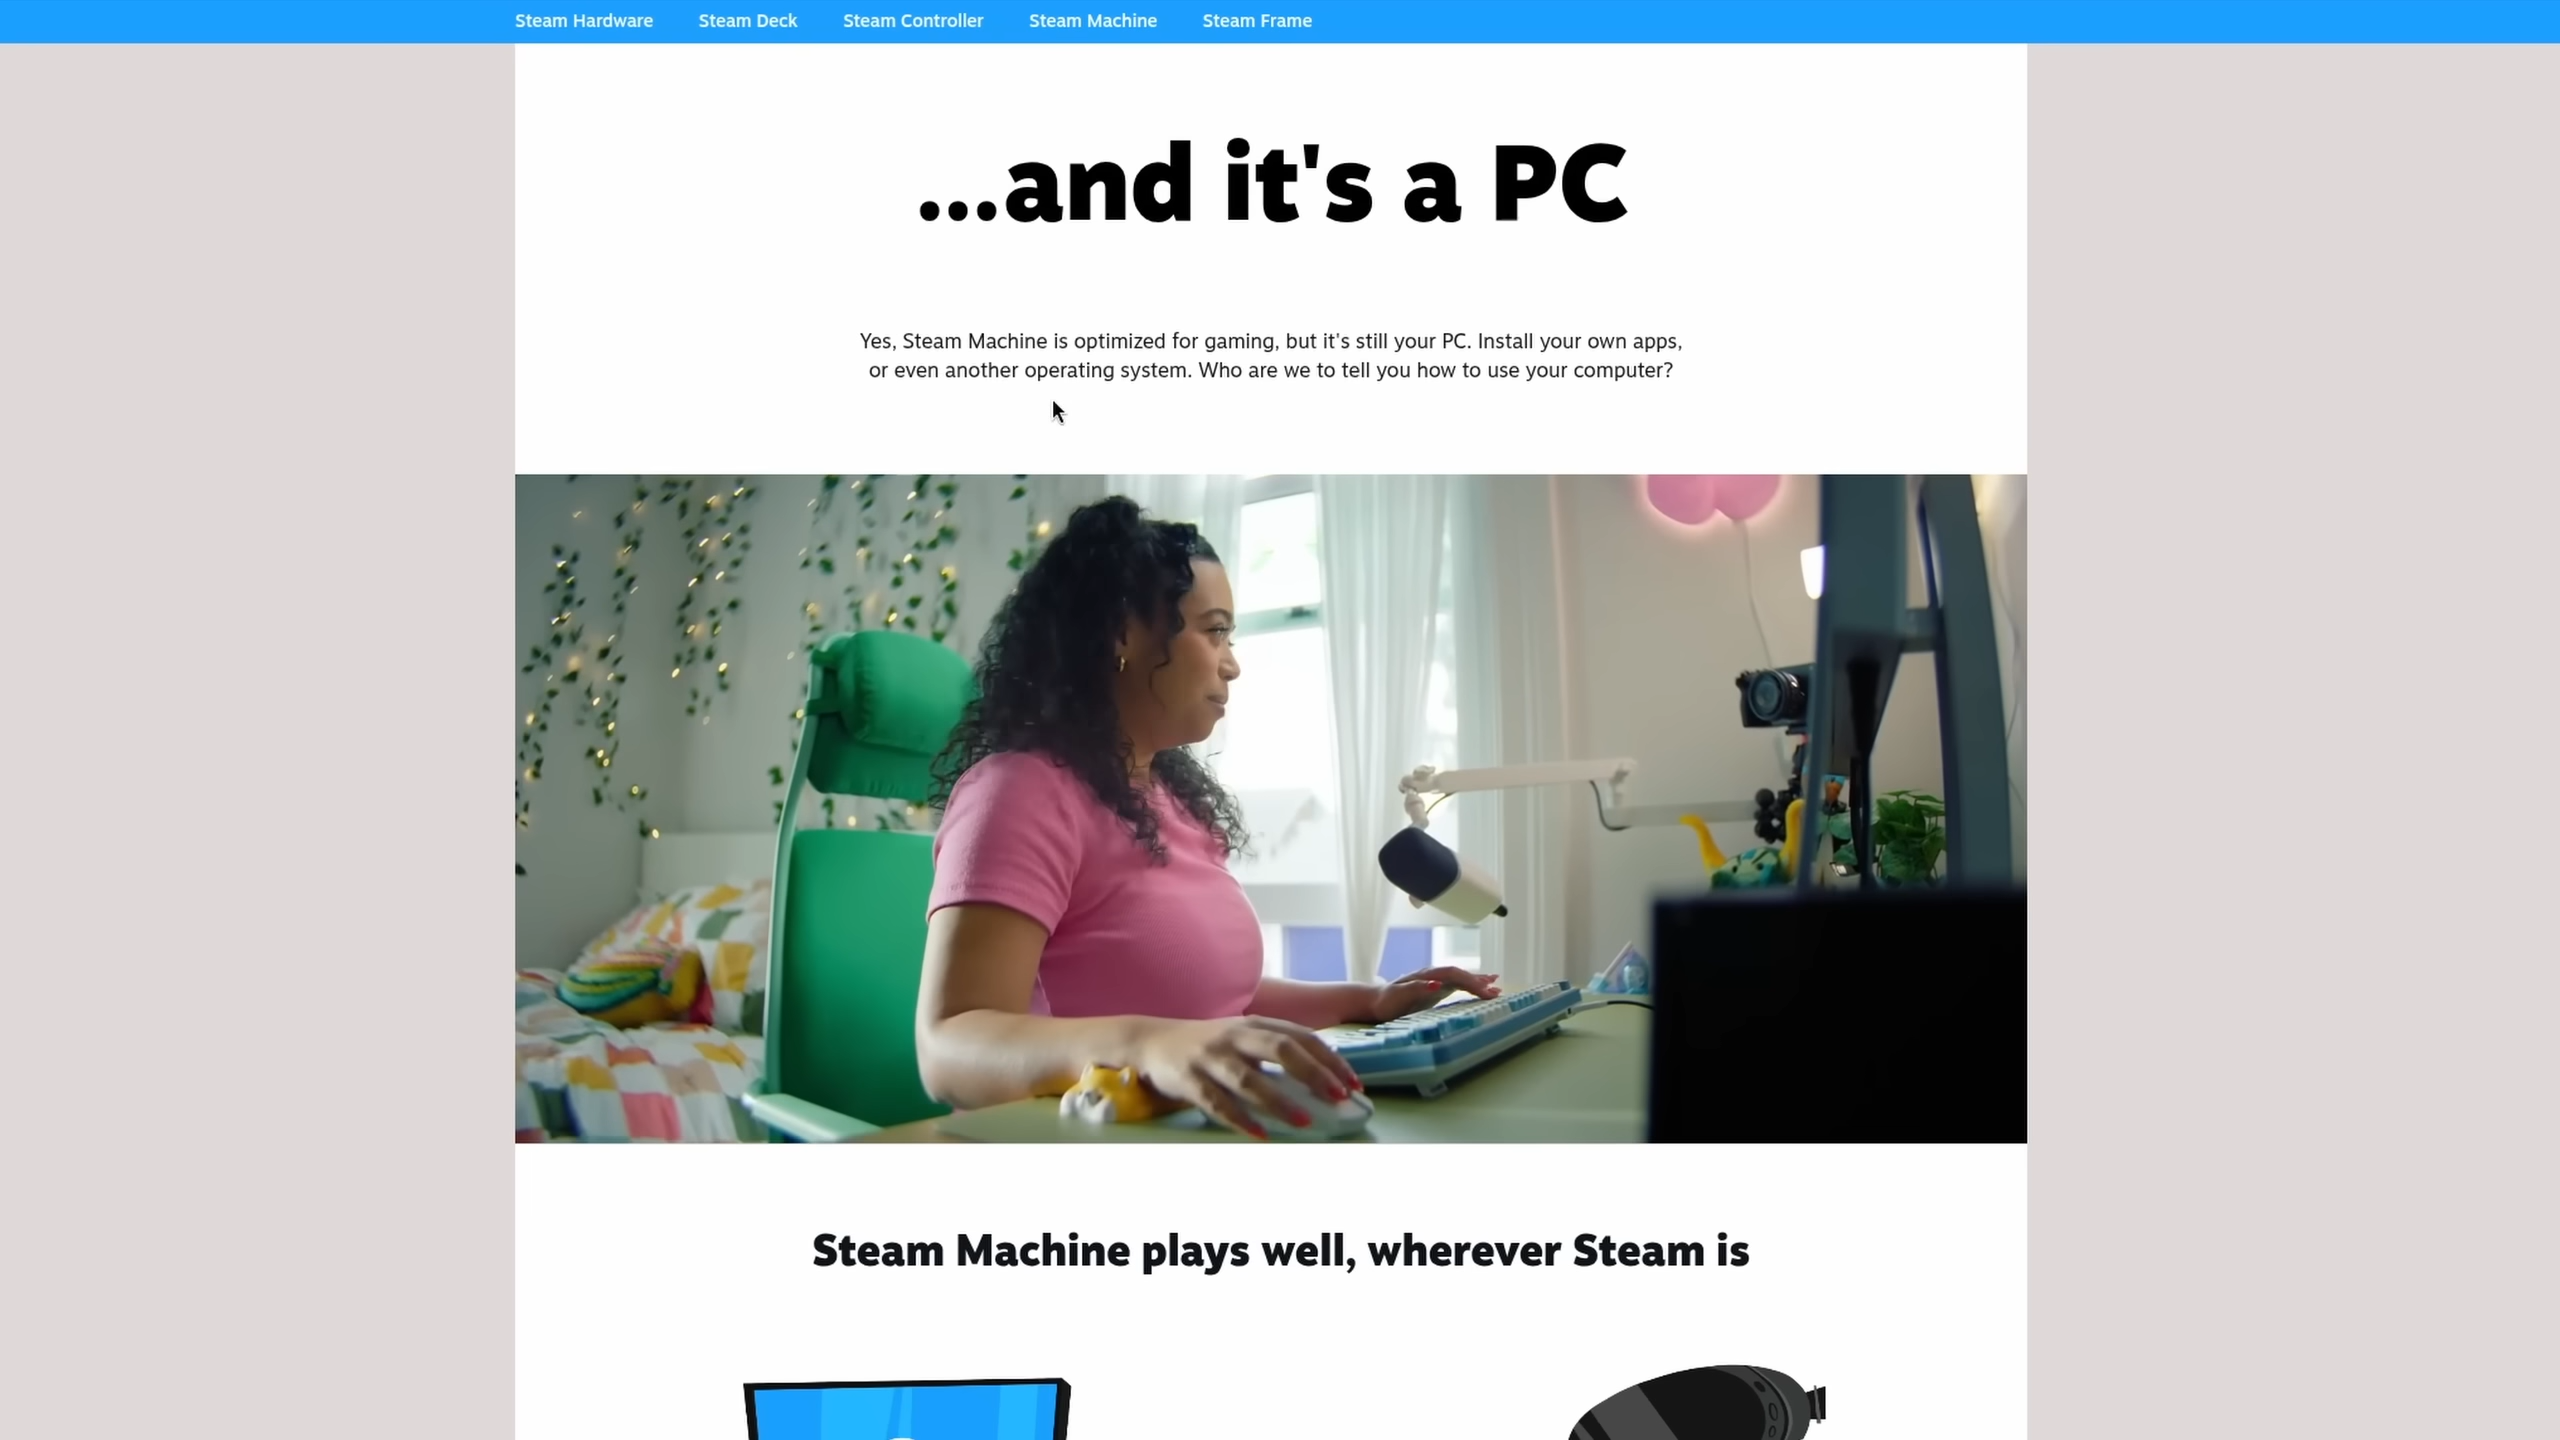 Steam Hardware Steam Deck Steam Controller Steam Machine Steam Frame
...and it's a PC
Yes, Steam Machine is optimized for gaming, but it's still your PC. Install your own apps,
or even another operating system. Who are we to tell you how to use your computer?
Steam Machine plays well, wherever Steam is